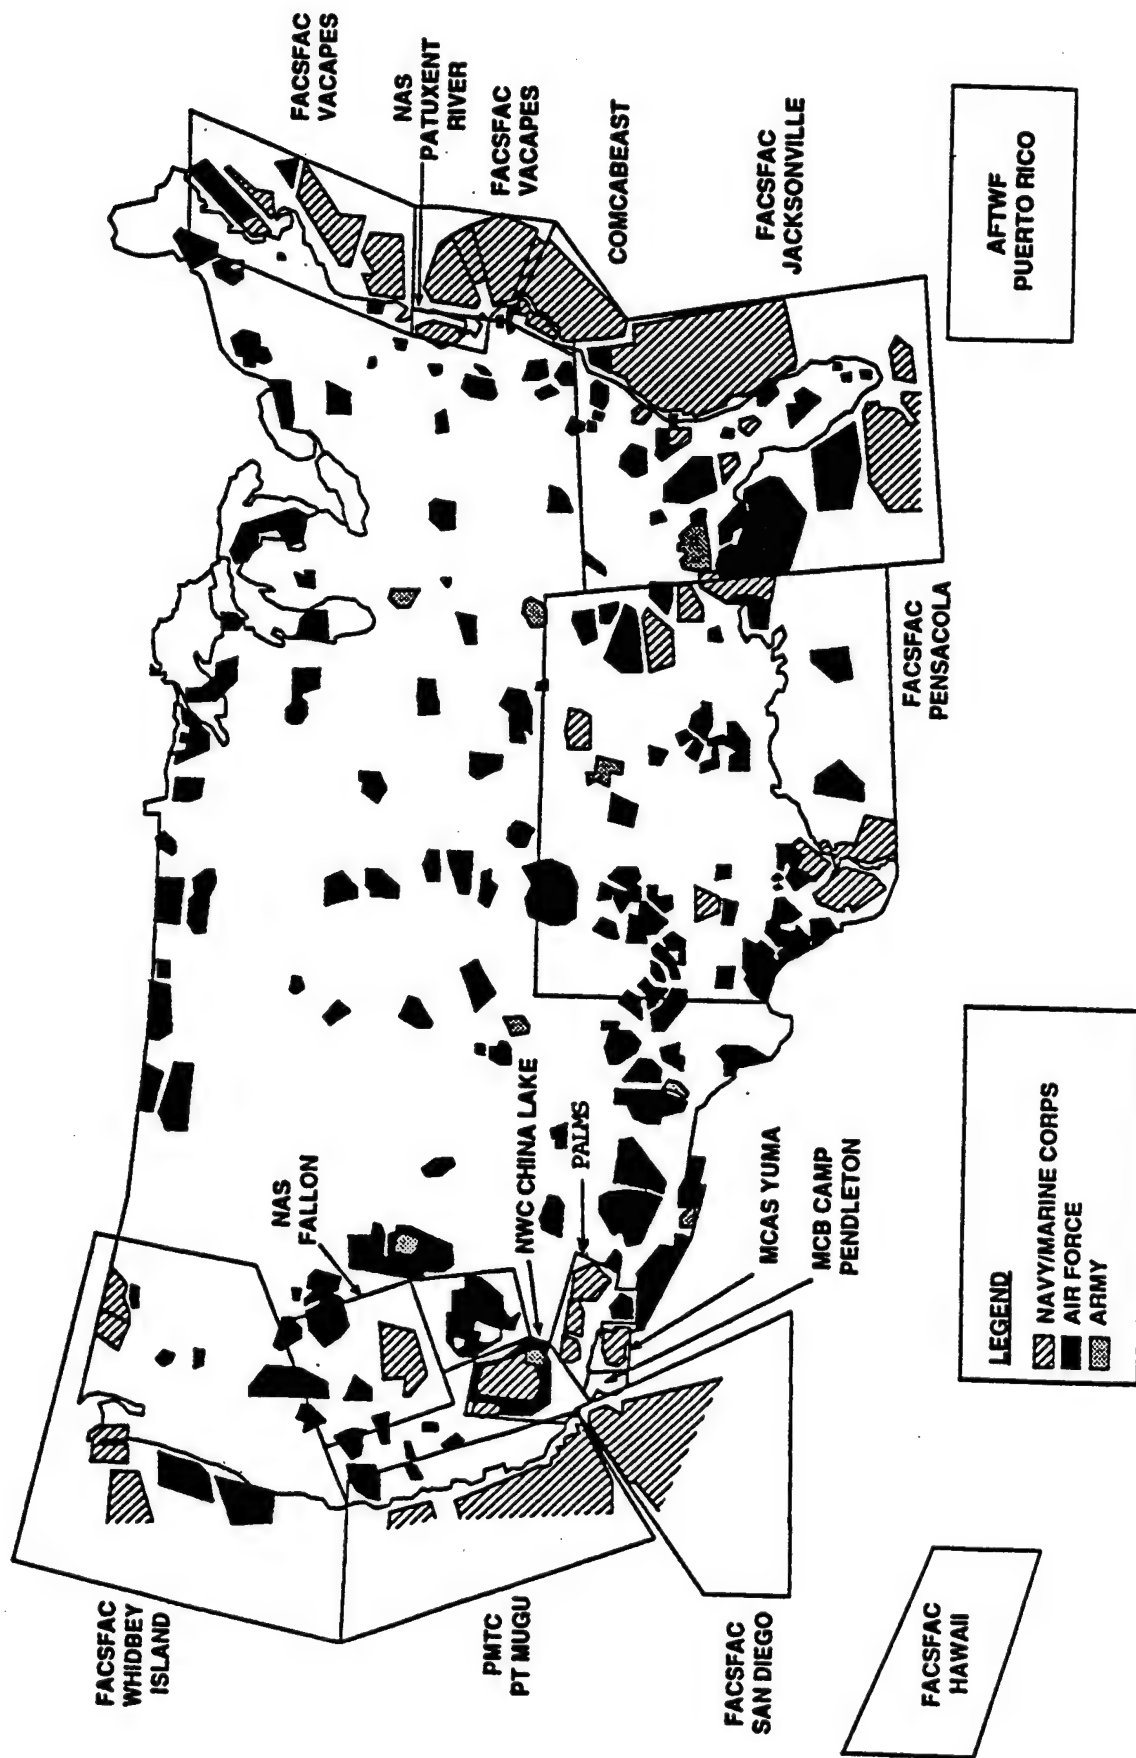 FACSFAC
WHIDBEY
ISLAND
PMTC
PT MUGU
FACSFAC
SAN DIEGO
FACSFAC
HAWAII
NAS
FALLON
NWC CHINA LAKE
PALMS
MCAS YUMA
MCB CAMP
PENDLETON
LEGEND
NAVY/MARINE CORPS
AIR FORCE
ARMY
FACSFAC
PENSACOLA
FACSFAC
VACAPES
NAS
PATUXENT
RIVER
FACSFAC
VACAPES
COMCABEAST
FACSFAC
JACKSONVILLE
AFTWF
PUERTO RICO